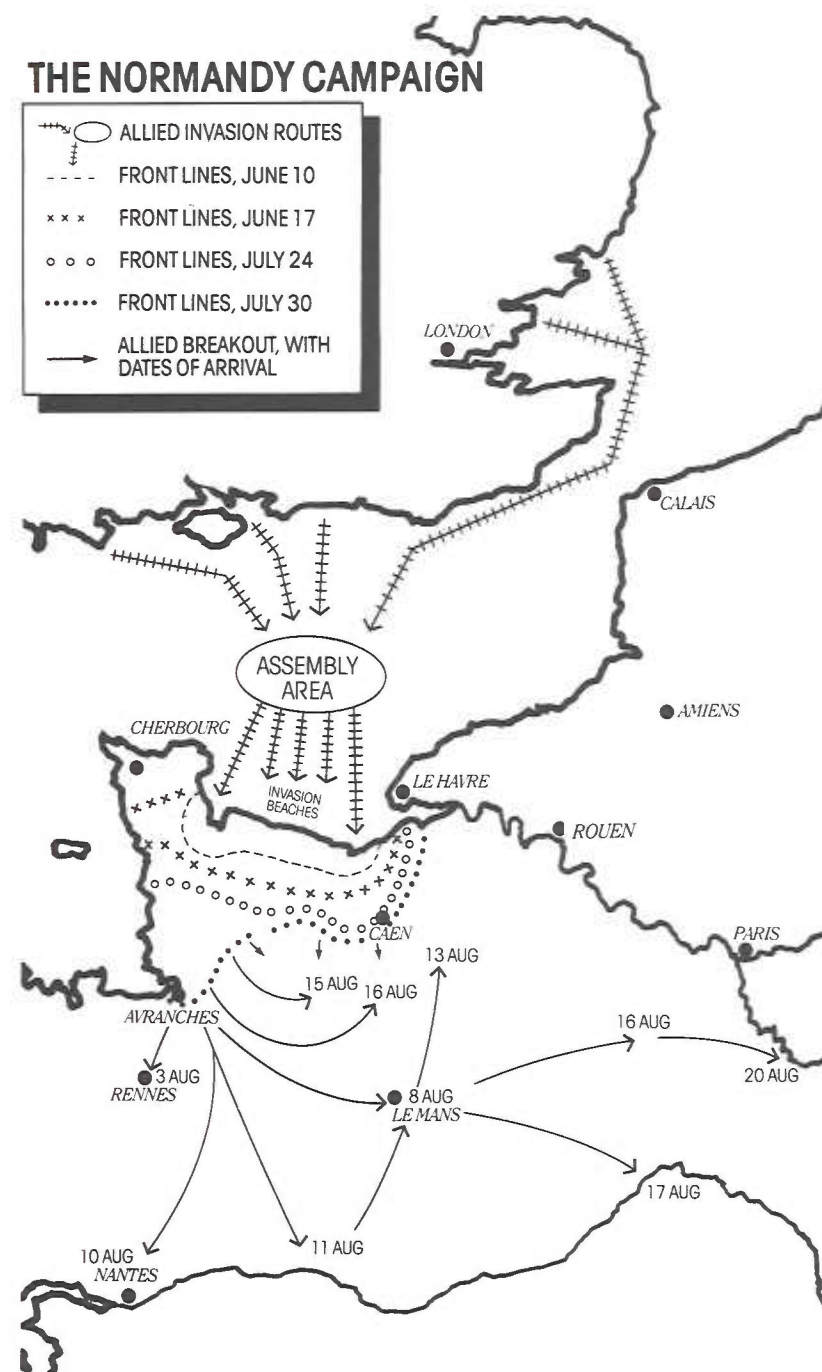 THE NORMANDY CAMPAIGN
ALLIED INVASION ROUTES
FRONT LINES, JUNE 10
FRONT LINES, JUNE 17
FRONT LINES, JULY 24
FRONT LINES, JULY 30
ALLIED BREAKOUT, WITH
DATES OF ARRIVAL
LONDON
CALAIS
ASSEMBLY
AREA
AMIENS
CHERBOURG
LE HAVRE
INVASION
BEACHES
ROUEN
CAEN
PARIS
13 AUG
15 AUG
16 AUG
AVRANCHES
16 AUG
3 AUG
RENNES
20 AUG
8 AUG
LE MANS
17 AUG
11 AUG
10 AUG
NANTES